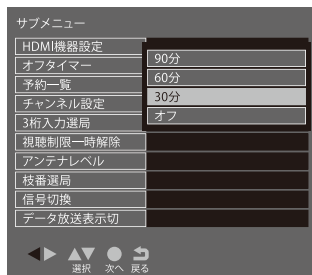 サブメニュー
HDMI機器設定
オフタイマー
予約一覧
チャンネル設定
3桁入力選局
視聴制限一時解除
アンテナレベル
枝番選局
信号切換
データ放送表示切
90分
60分
30分
オフ
選択 次へ 戻る